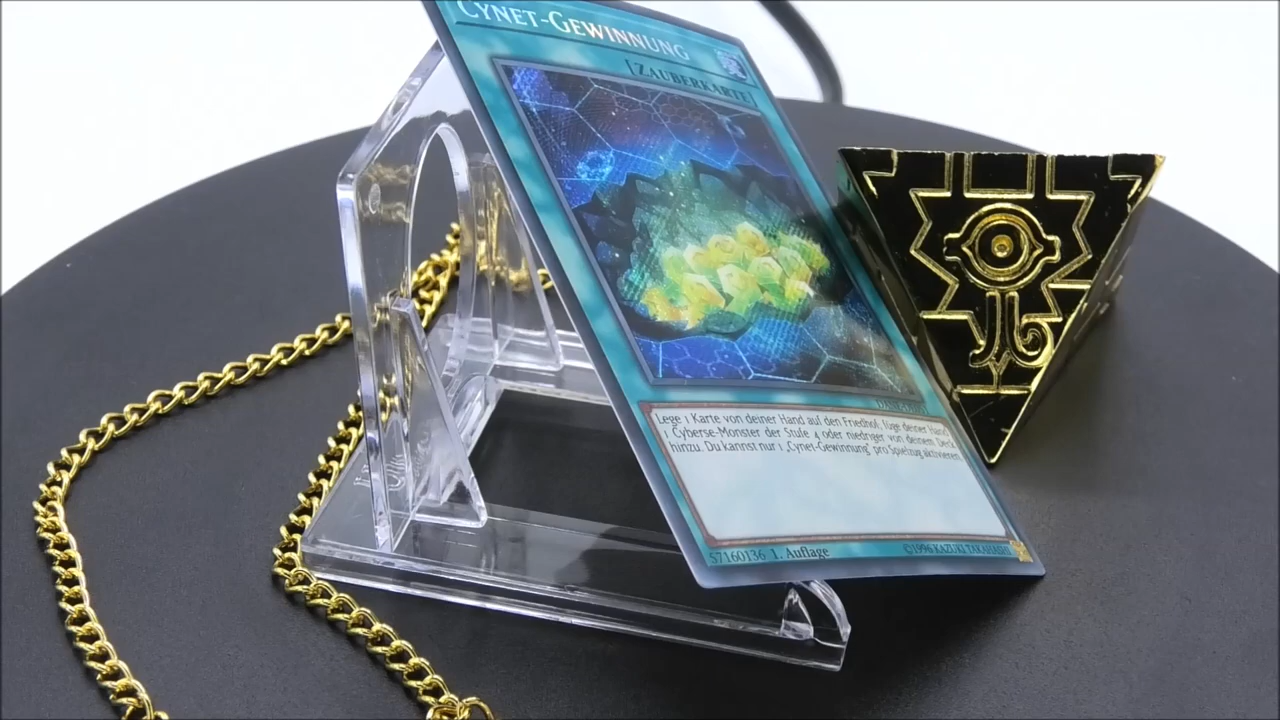 CYNET-GEWINNUNG
[ZAUBERKARTE
Lege 1 Karte von deiner Hand auf den Friedhof; füge deiner Hand
1 Cyberse-Monster der Stufe 4 oder niedriger von deinem Deck
hinzu. Du kannst nur 1 „Cynet-Gewinnung" pro Spielzug aktivieren.
57160136 1. Auflage ©1996 KAZUKI TAKAHASHI